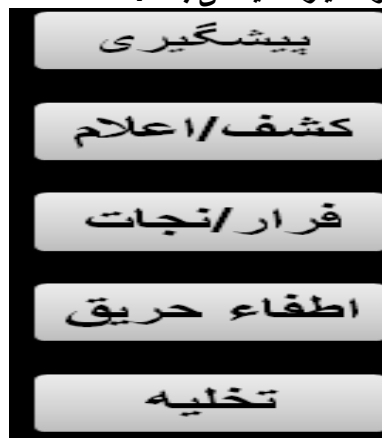 پیشگیری
کشف/اعلام
فرار/نجات
اطفاء حریق
تخلیه